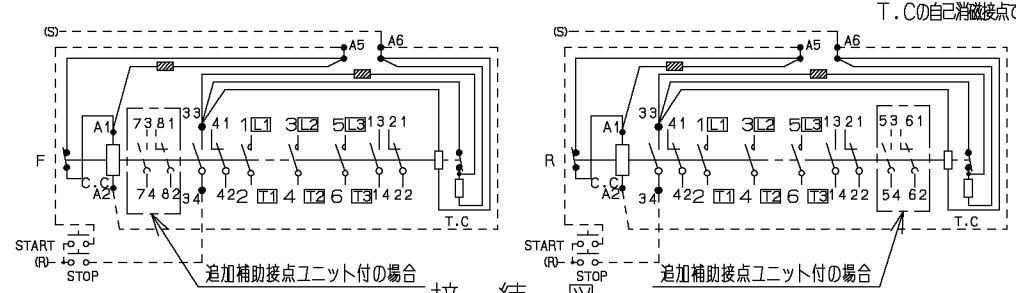 T.Cの自己消磁接点で
(S) A5 A6
33
A1 73 81 41 1 L1 3 L2 5 L3 13 21
F
C.C
A2 74 82 34 42 2 T1 4 T2 6 T3 14 22
T.C
START
(R)
STOP
追加補助接点ユニット付の場合
(S) A5 A6
33
A1 41 1 L1 3 L2 5 L3 13 21 53 61
R
C.C
A2 34 42 2 T1 4 T2 6 T3 14 22 54 62
T.C
START
(R)
STOP
追加補助接点ユニット付の場合